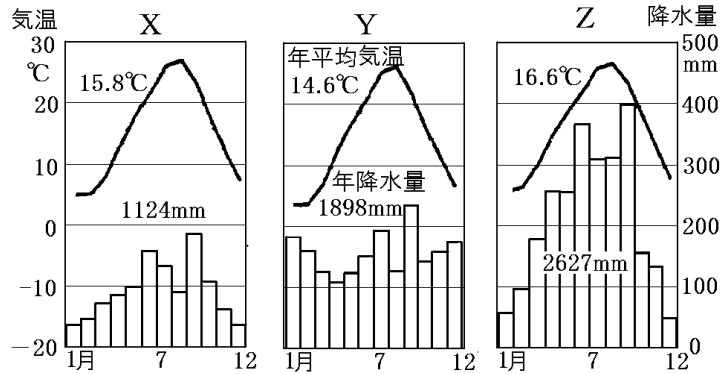 気温 X Y Z 降水量
30 500
℃ mm
年平均気温
15.8℃ 14.6℃ 16.6℃
20 400
10 300
年降水量
1124mm 1898mm
0 200
2627mm
-10 100
-20 0
1月 7 12 1月 7 12 1月 7 12